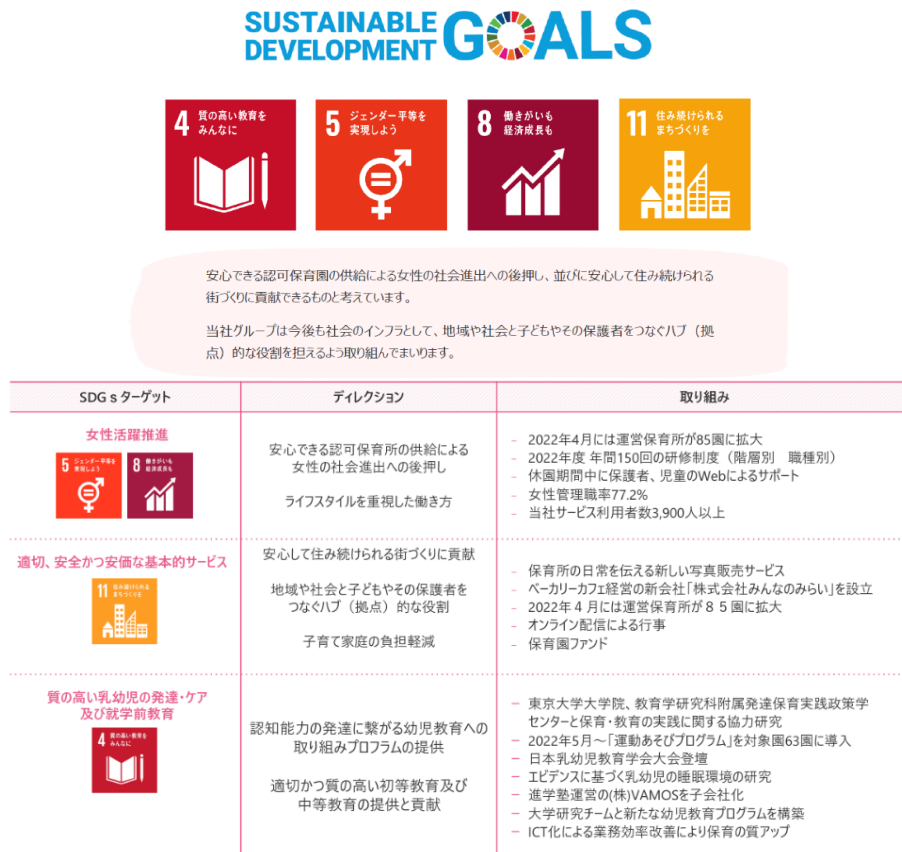 SUSTAINABLE
DEVELOPMENT
GOALS
4 質の高い教育を
みんなに
5 ジェンダー平等を
実現しよう
8 働きがいも
経済成長も
11 住み続けられる
まちづくりを
安心できる認可保育園の供給による女性の社会進出への後押し、並びに安心して住み続けられる
街づくりに貢献できるものと考えています。
当社グループは今後も社会のインフラとして、地域や社会と子どもやその保護者をつなぐハブ（拠
点）的な役割を担えるよう取り組んでまいります。
SDGｓターゲット
ディレクション
取り組み
女性活躍推進
5 ジェンダー平等を
実現しよう
8 働きがいも
経済成長も
安心できる認可保育所の供給による
女性の社会進出への後押し
ライフスタイルを重視した働き方
- 2022年4月には運営保育所が85園に拡大
- 2022年度 年間150回の研修制度（階層別　職種別）
- 休園期間中に保護者、児童のWebによるサポート
- 女性管理職率77.2%
- 当社サービス利用者数3,900人以上
適切、安全かつ安価な基本的サービス
11 住み続けられる
まちづくりを
安心して住み続けられる街づくりに貢献
地域や社会と子どもやその保護者を
つなぐハブ（拠点）的な役割
子育て家庭の負担軽減
- 保育所の日常を伝える新しい写真販売サービス
- ベーカリーカフェ経営の新会社「株式会社みんなのみらい」を設立
- 2022年４月には運営保育所が８５園に拡大
- オンライン配信による行事
- 保育園ファンド
質の高い乳幼児の発達・ケア
及び就学前教育
4 質の高い教育を
みんなに
認知能力の発達に繋がる幼児教育への
取り組みプロフラムの提供
適切かつ質の高い初等教育及び
中等教育の提供と貢献
- 東京大学大学院、教育学研究科附属発達保育実践政策学
センターと保育・教育の実践に関する協力研究
- 2022年5月～「運動あそびプログラム」を対象園63園に導入
- 日本乳幼児教育学会大会登壇
- エビデンスに基づく乳幼児の睡眠環境の研究
- 進学塾運営の(株)VAMOSを子会社化
- 大学研究チームと新たな幼児教育プログラムを構築
- ICT化による業務効率改善により保育の質アップ